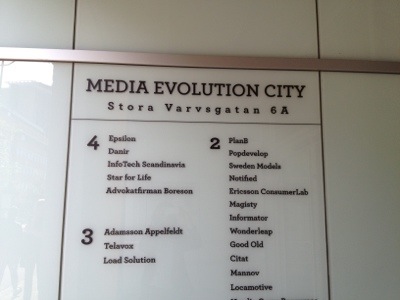 MEDIA EVOLUTION CITY
Stora Varvsgatan 6A
4
Epsilon
Danir
InfoTech Scandinavia
Star for Life
Advokatfirman Boreson
3
Adamsson Appelfeldt
Telavox
Load Solution
2
PlanB
Popdevelop
Sweden Models
Notified
Ericsson ConsumerLab
Magisty
Informator
Wonderleap
Good Old
Citat
Mannov
Locomotive